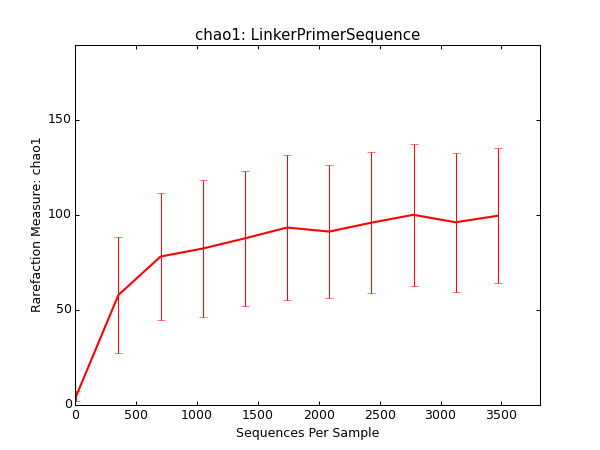 chao1: LinkerPrimerSequence
Rarefaction Measure: chao1
150
100
50
0
0 500 1000 1500 2000 2500 3000 3500
Sequences Per Sample